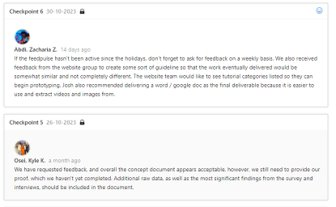 Checkpoint 6 30-10-2023
Abdi, Zacharia Z. 14 days ago
If the feedpulse hasn't been active since the holidays, don't forget to ask for feedback on a weekly basis. We also received
feedback from the website group to create some sort of guideline so that the work eventually delivered would be
somewhat similar and not completely different. The website team would like to see tutorial categories listed so they can
begin prototyping. Josh also recommended delivering a word / google doc as the final deliverable because it is easier to
use and extract videos and images from.
Checkpoint 5 26-10-2023
Osei, Kyle K. a month ago
We have requested feedback, and overall the concept document appears acceptable; however, we still need to provide our
proof, which we haven't yet completed. Additional raw data, as well as the most significant findings from the survey and
interviews, should be included in the document.